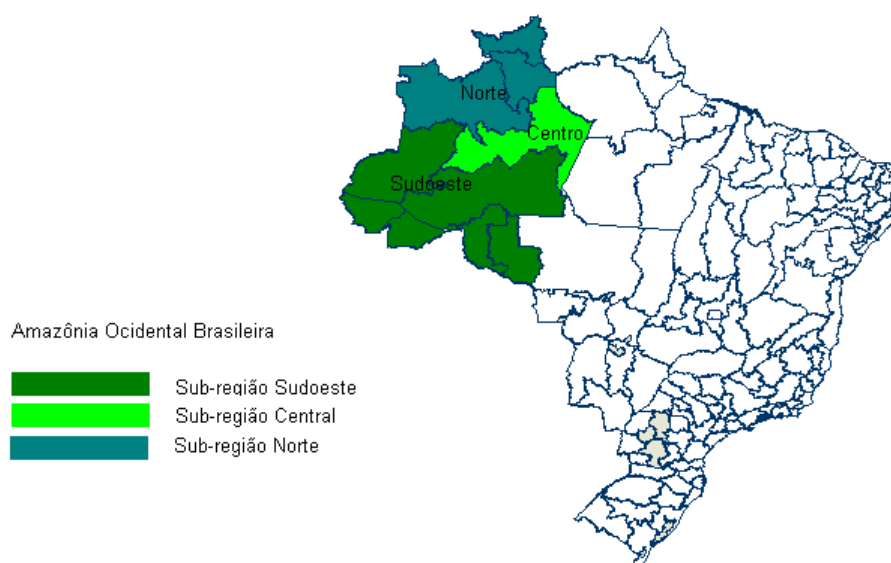 Norte
Centro
Sudoeste
Amazônia Ocidental Brasileira
Sub-região Sudoeste
Sub-região Central
Sub-região Norte